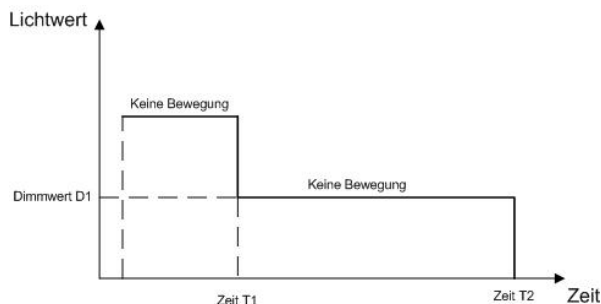 Lichtwert
Keine Bewegung
Keine Bewegung
Dimmwert D1
Zeit T1
Zeit T2
Zeit